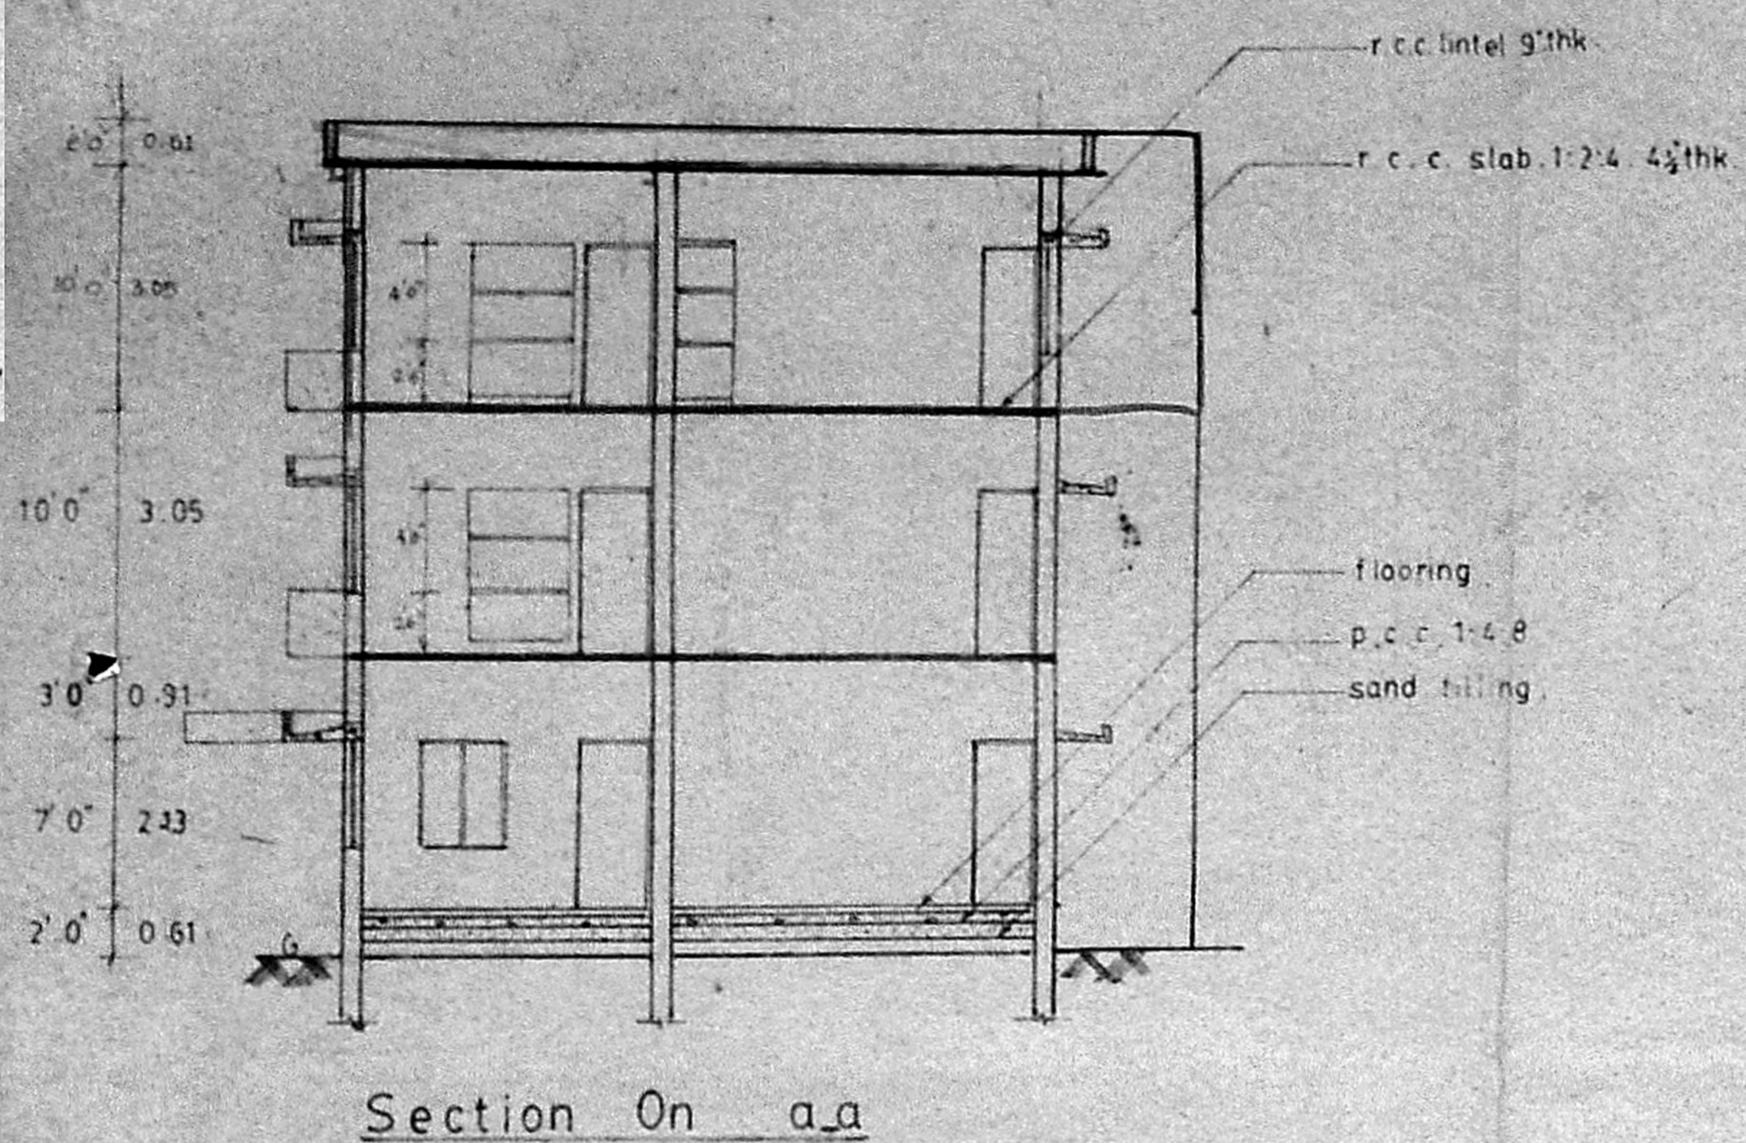 r.c.c. lintel 9" thk.
2'0" 0.61
r.c.c. slab. 1:2:4. 4½" thk.
10'0" 3.05
4'0"
2'6"
10'0" 3.05
4'0"
2'6"
flooring
p.c.c. 1:4:8
sand filling
3'0" 0.91
7'0" 2.13
2'0" 0.61
G
Section On a_a